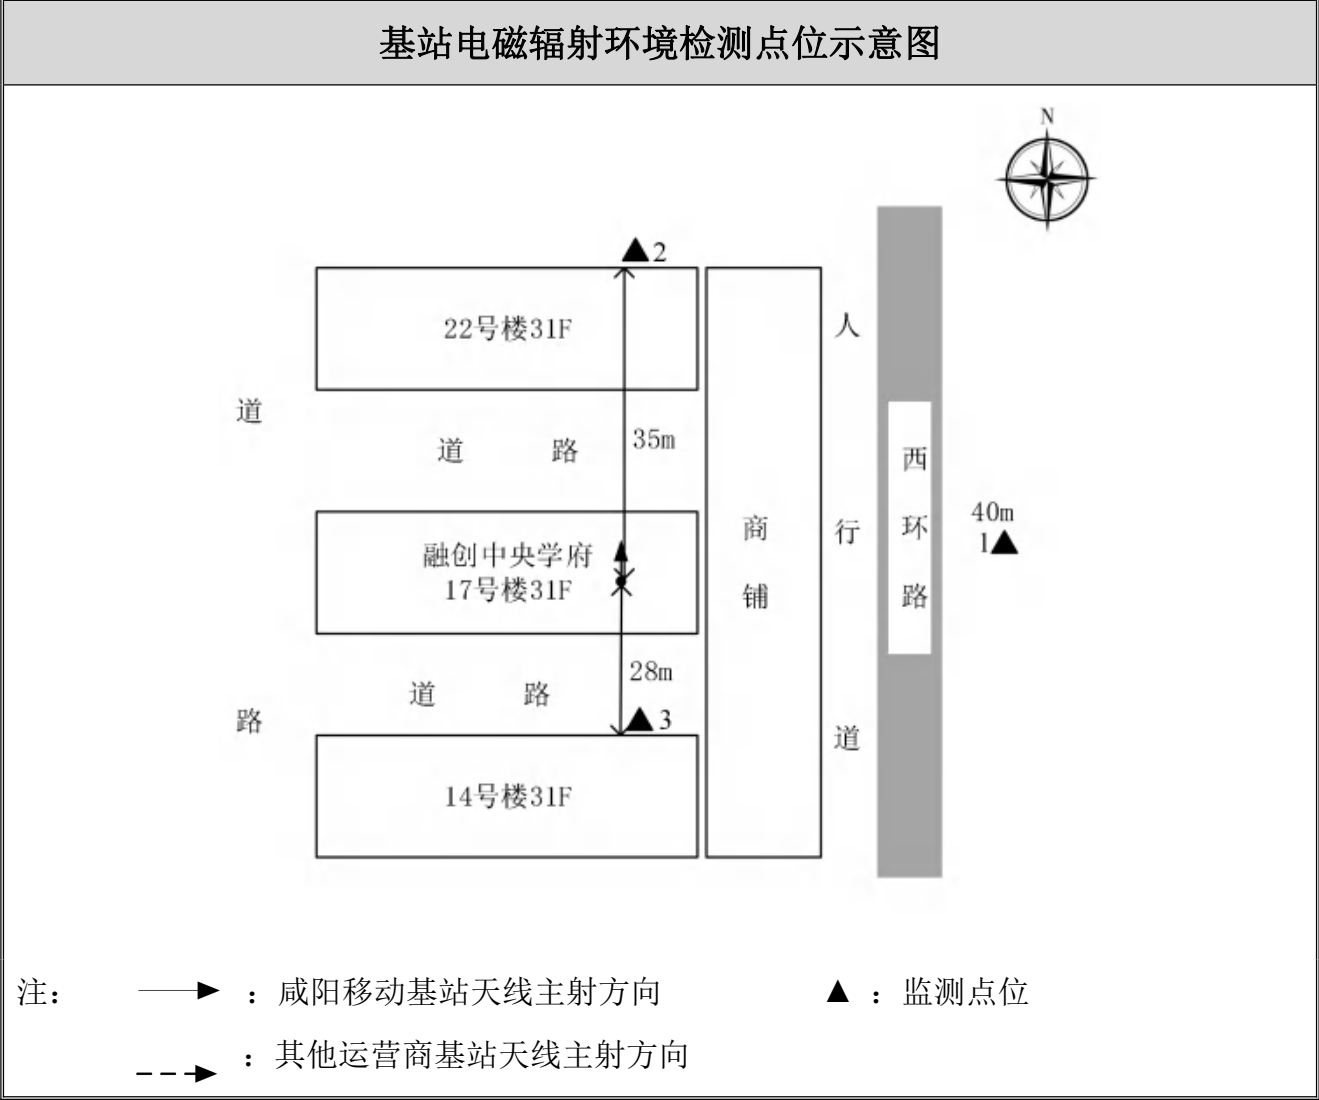 基站电磁辐射环境检测点位示意图
N
▲2
22号楼31F
人
道
道 路
35m
西
40m
融创中央学府
商
行
环
1▲
17号楼31F
铺
路
28m
道 路
路
▲3
道
14号楼31F
注：
：咸阳移动基站天线主射方向
▲：监测点位
：其他运营商基站天线主射方向